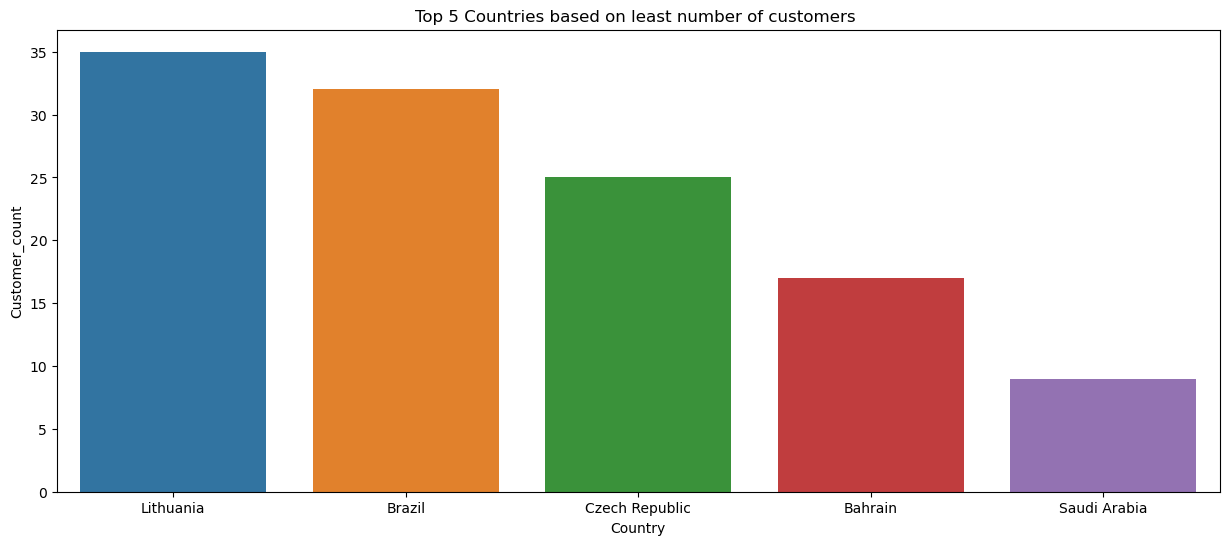 Top 5 Countries based on least number of customers
Customer_count
35
30
25
20
15
10
5
0
Lithuania Brazil Czech Republic Bahrain Saudi Arabia
Country